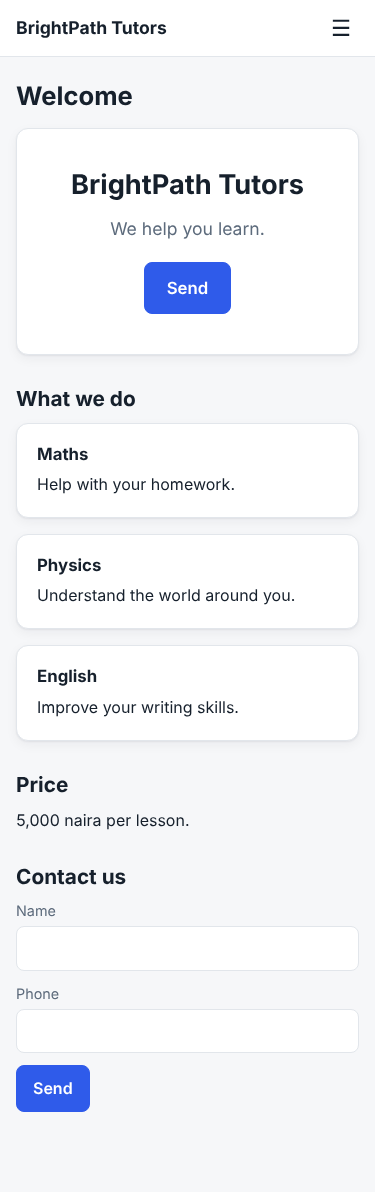 BrightPath Tutors ☰
Welcome
BrightPath Tutors
We help you learn.
Send
What we do
Maths
Help with your homework.
Physics
Understand the world around you.
English
Improve your writing skills.
Price
5,000 naira per lesson.
Contact us
Name
Phone
Send